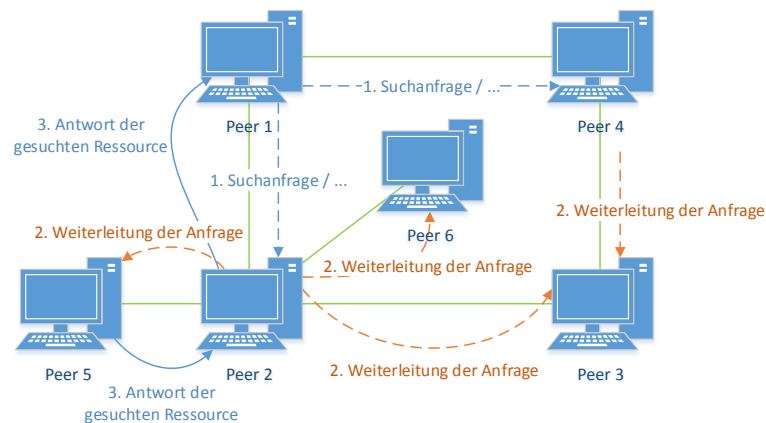 1. Suchanfrage / ...
3. Antwort der
gesuchten Ressource
Peer 1
Peer 4
1. Suchanfrage / ...
2. Weiterleitung der Anfrage
2. Weiterleitung der Anfrage
Peer 6
2. Weiterleitung der Anfrage
2. Weiterleitung der Anfrage
Peer 5
Peer 2
Peer 3
3. Antwort der
gesuchten Ressource